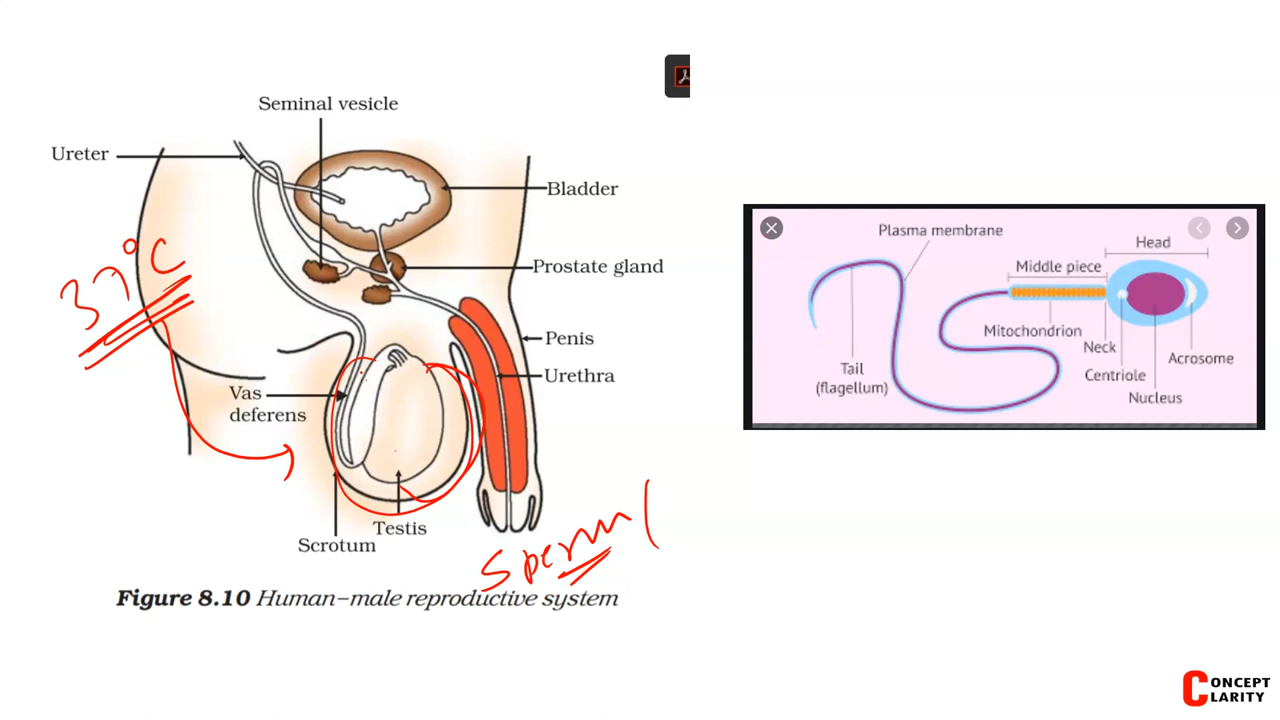 Seminal vesicle
Ureter
Bladder
37°C
Prostate gland
Penis
Urethra
Vas
deferens
Testis
Scrotum
Sperm (
Figure 8.10 Human–male reproductive system
Plasma membrane
Head
Middle piece
Mitochondrion
Neck
Acrosome
Tail
(flagellum)
Centriole
Nucleus
CONCEPT
CLARITY